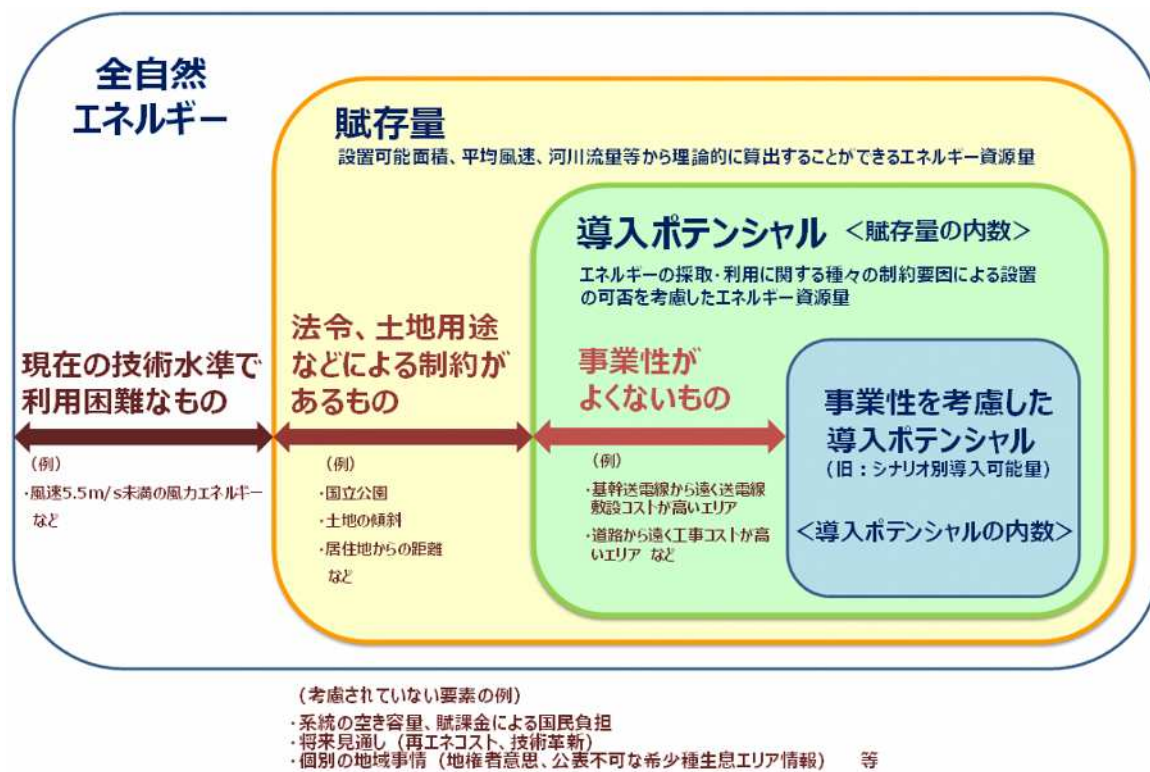 全自然
エネルギー
賦存量
設置可能面積、平均風速、河川流量等から理論的に算出することができるエネルギー資源量
導入ポテンシャル <賦存量の内数>
エネルギーの採取・利用に関する種々の制約要因による設置
の可否を考慮したエネルギー資源量
現在の技術水準で
利用困難なもの
(例)
・風速5.5m/s未満の風力エネルギー
など
法令、土地用途
などによる制約が
あるもの
(例)
・国立公園
・土地の傾斜
・居住地からの距離
など
事業性が
よくないもの
(例)
・基幹送電線から遠く送電線
敷設コストが高いエリア
・道路から遠く工事コストが高
いエリア など
事業性を考慮した
導入ポテンシャル
(旧:シナリオ別導入可能量)
<導入ポテンシャルの内数>
(考慮されていない要素の例)
・系統の空き容量、賦課金による国民負担
・将来見通し(再エネコスト、技術革新)
・個別の地域事情(地権者意思、公表不可な希少種生息エリア情報) 等